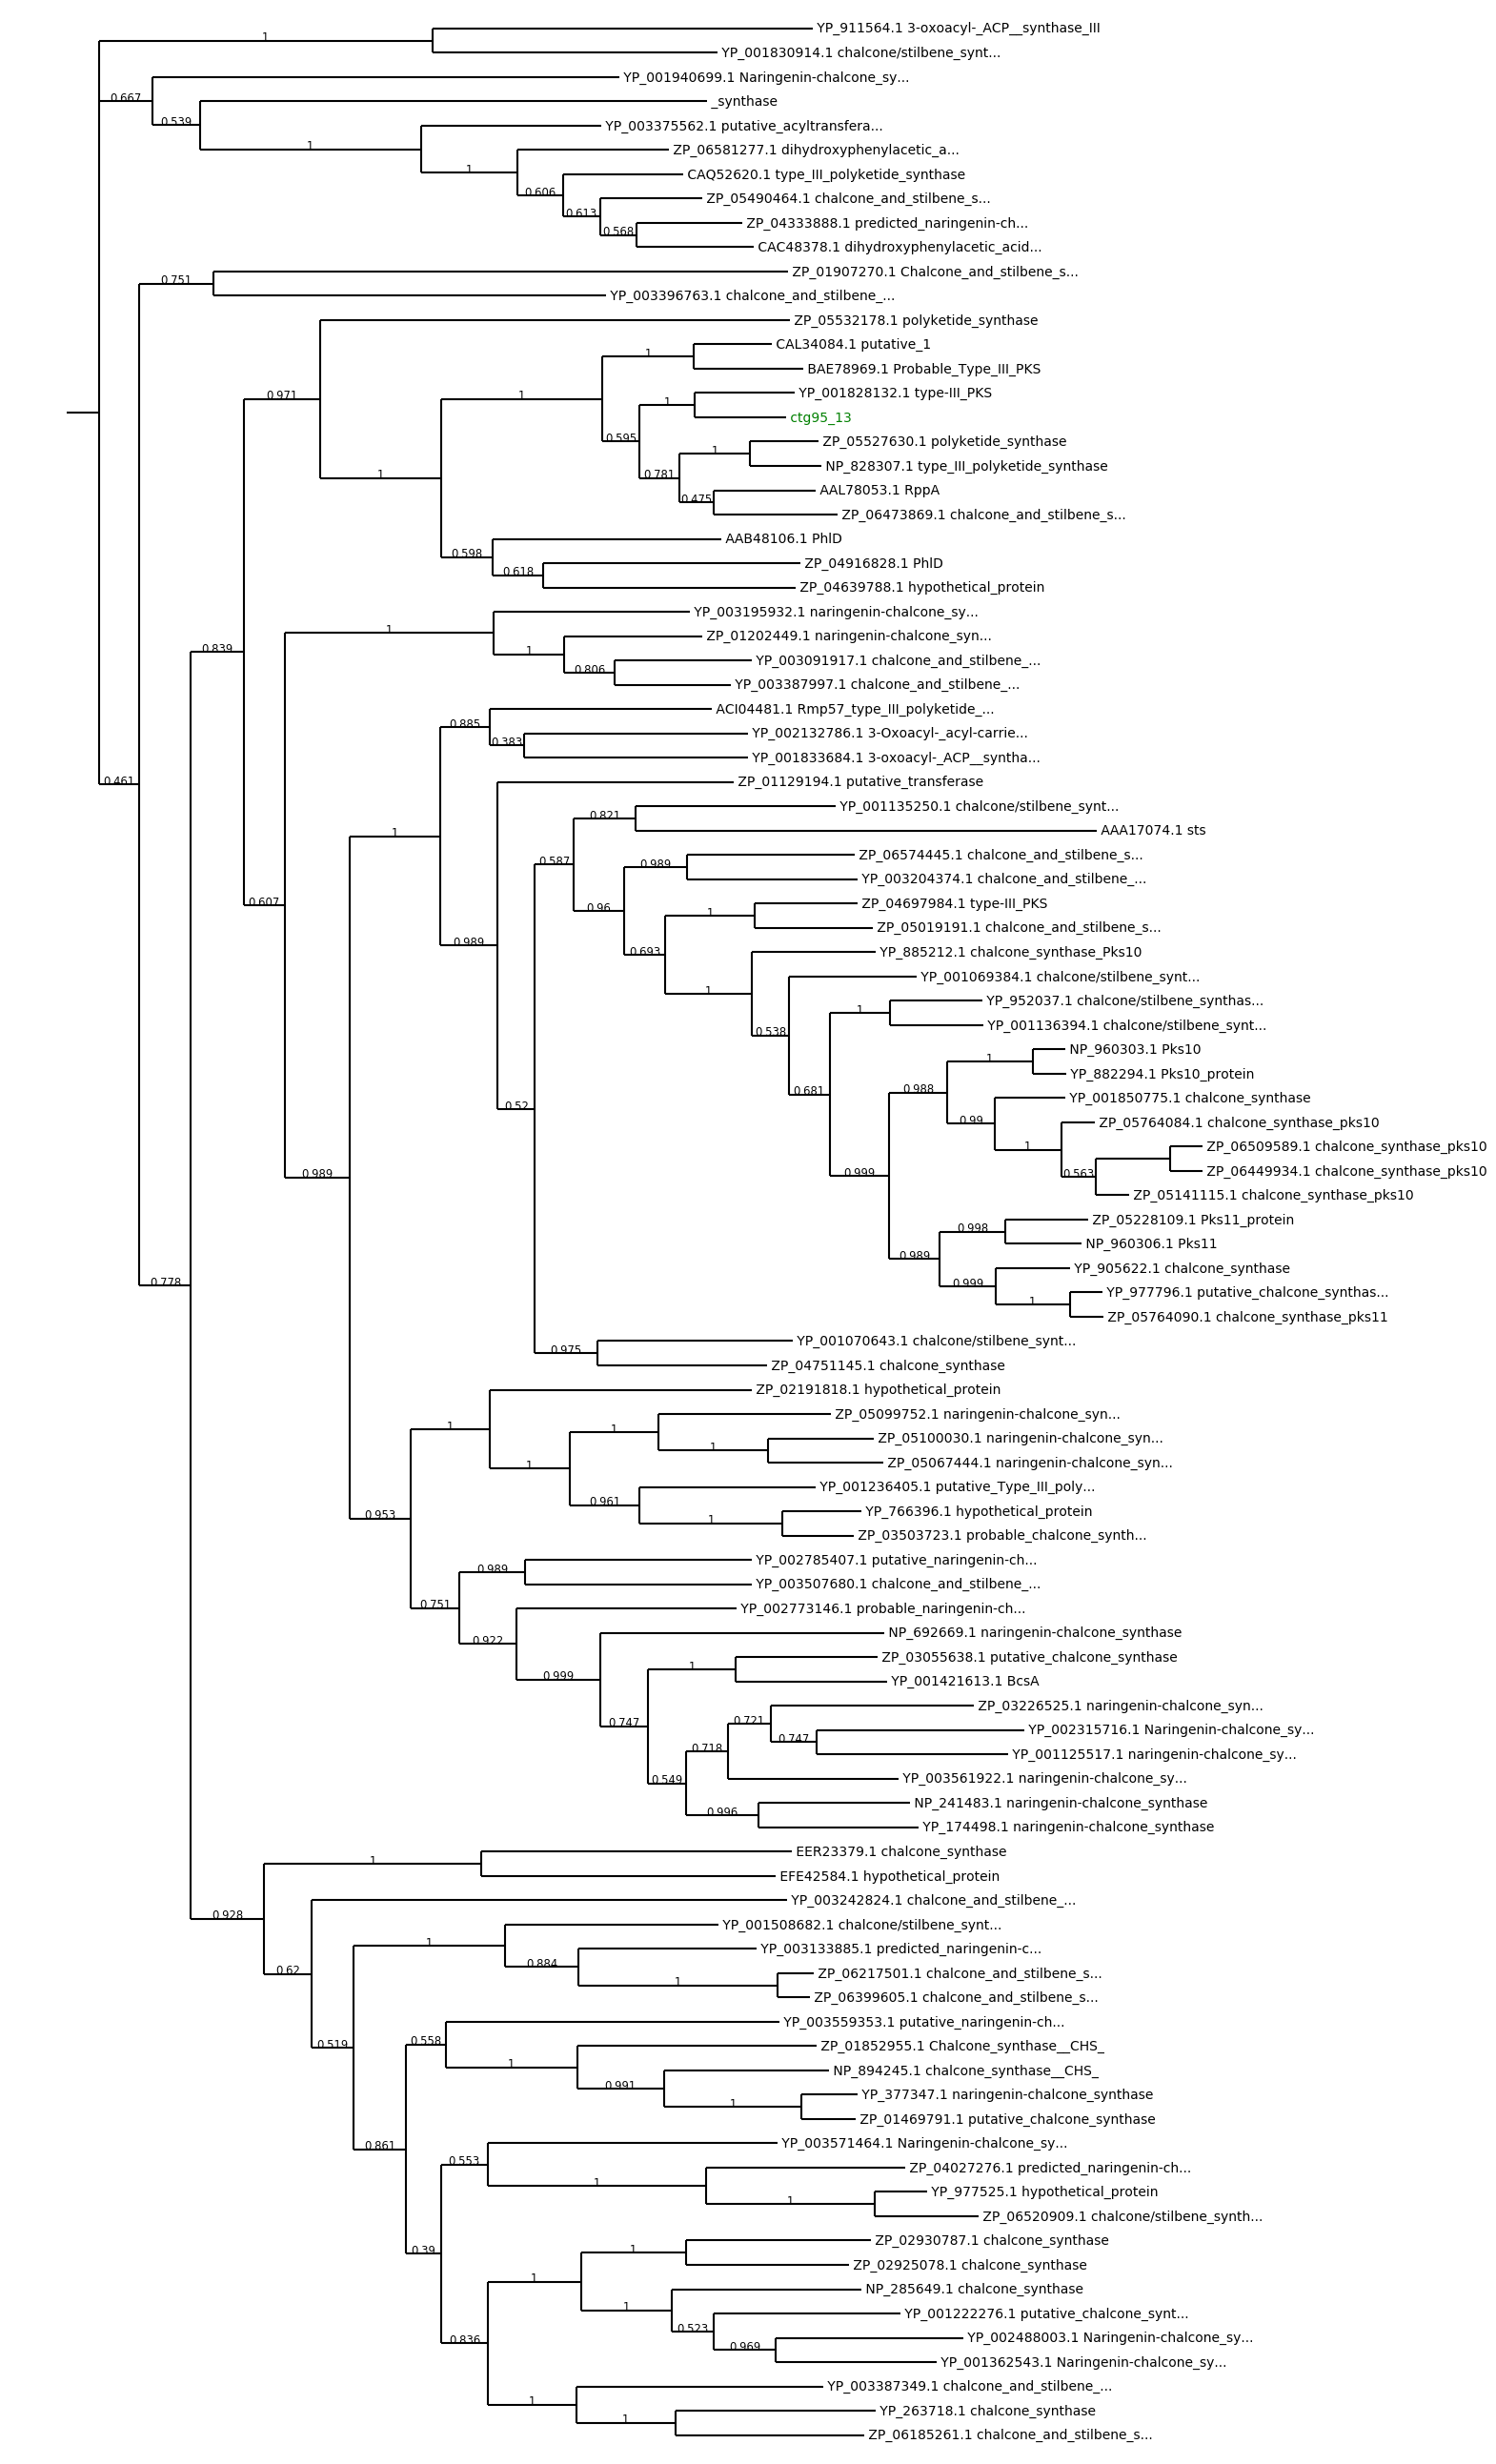 YP_911564.1 3-oxoacyl-_ACP__synthase_III
1
YP_001830914.1 chalcone/stilbene_synt...
YP_001940699.1 Naringenin-chalcone_sy...
0.667
_synthase
0.539
YP_003375562.1 putative_acyltransfera...
1
ZP_06581277.1 dihydroxyphenylacetic_a...
1
CAQ52620.1 type_III_polyketide_synthase
0.606
ZP_05490464.1 chalcone_and_stilbene_s...
0.613
ZP_04333888.1 predicted_naringenin-ch...
0.568
CAC48378.1 dihydroxyphenylacetic_acid...
ZP_01907270.1 Chalcone_and_stilbene_s...
0.751
YP_003396763.1 chalcone_and_stilbene_...
ZP_05532178.1 polyketide_synthase
CAL34084.1 putative_1
1
BAE78969.1 Probable_Type_III_PKS
YP_001828132.1 type-III_PKS
0.971
1
1
ctg95_13
0.595
ZP_05527630.1 polyketide_synthase
1
NP_828307.1 type_III_polyketide_synthase
1
0.781
AAL78053.1 RppA
0.475
ZP_06473869.1 chalcone_and_stilbene_s...
AAB48106.1 PhlD
0.598
ZP_04916828.1 PhlD
0.618
ZP_04639788.1 hypothetical_protein
YP_003195932.1 naringenin-chalcone_sy...
1
ZP_01202449.1 naringenin-chalcone_syn...
0.839
1
YP_003091917.1 chalcone_and_stilbene_...
0.806
YP_003387997.1 chalcone_and_stilbene_...
ACI04481.1 Rmp57_type_III_polyketide_...
0.885
YP_002132786.1 3-Oxoacyl-_acyl-carrie...
0.383
YP_001833684.1 3-oxoacyl-_ACP__syntha...
0.461
ZP_01129194.1 putative_transferase
YP_001135250.1 chalcone/stilbene_synt...
0.821
AAA17074.1 sts
1
ZP_06574445.1 chalcone_and_stilbene_s...
0.587
0.989
YP_003204374.1 chalcone_and_stilbene_...
0.607
ZP_04697984.1 type-III_PKS
0.96
1
ZP_05019191.1 chalcone_and_stilbene_s...
0.989
YP_885212.1 chalcone_synthase_Pks10
0.693
YP_001069384.1 chalcone/stilbene_synt...
1
YP_952037.1 chalcone/stilbene_synthas...
1
YP_001136394.1 chalcone/stilbene_synt...
0.538
NP_960303.1 Pks10
1
YP_882294.1 Pks10_protein
0.681
0.988
YP_001850775.1 chalcone_synthase
0.52
ZP_05764084.1 chalcone_synthase_pks10
0.99
ZP_06509589.1 chalcone_synthase_pks10
1
ZP_06449934.1 chalcone_synthase_pks10
0.989
0.999
0.563
ZP_05141115.1 chalcone_synthase_pks10
ZP_05228109.1 Pks11_protein
0.998
NP_960306.1 Pks11
0.989
YP_905622.1 chalcone_synthase
0.778
0.999
YP_977796.1 putative_chalcone_synthas...
1
ZP_05764090.1 chalcone_synthase_pks11
YP_001070643.1 chalcone/stilbene_synt...
0.975
ZP_04751145.1 chalcone_synthase
ZP_02191818.1 hypothetical_protein
ZP_05099752.1 naringenin-chalcone_syn...
1
1
ZP_05100030.1 naringenin-chalcone_syn...
1
ZP_05067444.1 naringenin-chalcone_syn...
1
YP_001236405.1 putative_Type_III_poly...
0.961
YP_766396.1 hypothetical_protein
0.953
1
ZP_03503723.1 probable_chalcone_synth...
YP_002785407.1 putative_naringenin-ch...
0.989
YP_003507680.1 chalcone_and_stilbene_...
0.751
YP_002773146.1 probable_naringenin-ch...
NP_692669.1 naringenin-chalcone_synthase
0.922
ZP_03055638.1 putative_chalcone_synthase
1
0.999
YP_001421613.1 BcsA
ZP_03226525.1 naringenin-chalcone_syn...
0.747
0.721
YP_002315716.1 Naringenin-chalcone_sy...
0.747
0.718
YP_001125517.1 naringenin-chalcone_sy...
0.549
YP_003561922.1 naringenin-chalcone_sy...
NP_241483.1 naringenin-chalcone_synthase
0.996
YP_174498.1 naringenin-chalcone_synthase
EER23379.1 chalcone_synthase
1
EFE42584.1 hypothetical_protein
YP_003242824.1 chalcone_and_stilbene_...
0.928
YP_001508682.1 chalcone/stilbene_synt...
1
YP_003133885.1 predicted_naringenin-c...
0.884
0.62
ZP_06217501.1 chalcone_and_stilbene_s...
1
ZP_06399605.1 chalcone_and_stilbene_s...
YP_003559353.1 putative_naringenin-ch...
0.519
0.558
ZP_01852955.1 Chalcone_synthase__CHS_
1
NP_894245.1 chalcone_synthase__CHS_
0.991
YP_377347.1 naringenin-chalcone_synthase
1
ZP_01469791.1 putative_chalcone_synthase
0.861
YP_003571464.1 Naringenin-chalcone_sy...
0.553
ZP_04027276.1 predicted_naringenin-ch...
1
YP_977525.1 hypothetical_protein
1
ZP_06520909.1 chalcone/stilbene_synth...
ZP_02930787.1 chalcone_synthase
0.39
1
ZP_02925078.1 chalcone_synthase
1
NP_285649.1 chalcone_synthase
1
YP_001222276.1 putative_chalcone_synt...
0.523
0.836
YP_002488003.1 Naringenin-chalcone_sy...
0.969
YP_001362543.1 Naringenin-chalcone_sy...
YP_003387349.1 chalcone_and_stilbene_...
1
YP_263718.1 chalcone_synthase
1
ZP_06185261.1 chalcone_and_stilbene_s...